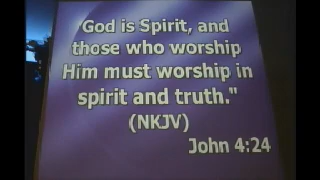 God is Spirit, and
those who worship
Him must worship in
spirit and truth."
(NKJV)
John 4:24